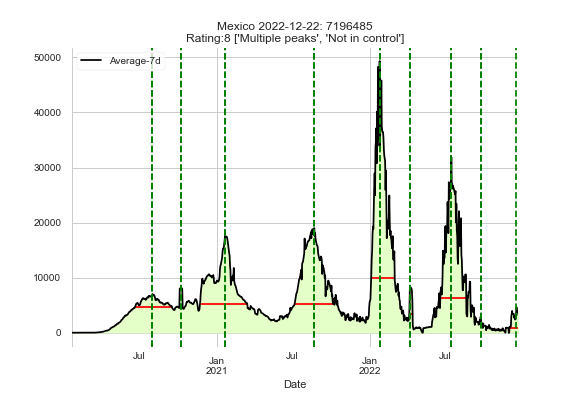 Mexico 2022-12-22: 7196485
Rating:8 ['Multiple peaks', 'Not in control']
Average-7d
50000
40000
30000
20000
10000
0
Jul
Jan
2021
Jul
Jan
2022
Jul
Date